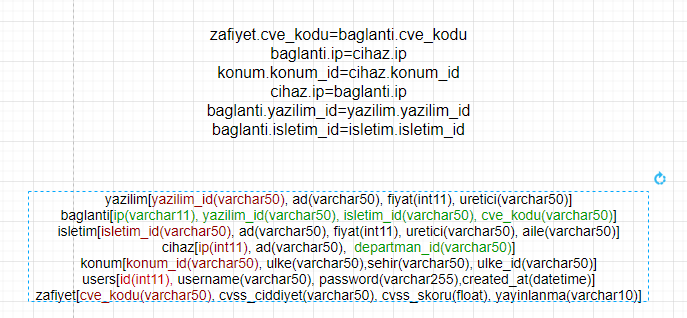 zafiyet.cve_kodu=baglanti.cve_kodu
baglanti.ip=cihaz.ip
konum.konum_id=cihaz.konum_id
cihaz.ip=baglanti.ip
baglanti.yazilim_id=yazilim.yazilim_id
baglanti.isletim_id=isletim.isletim_id
yazilim[yazilim_id(varchar50), ad(varchar50), fiyat(int11), uretici(varchar50)]
baglanti[ip(varchar11), yazilim_id(varchar50), isletim_id(varchar50), cve_kodu(varchar50)]
isletim[isletim_id(varchar50), ad(varchar50), fiyat(int11), uretici(varchar50), aile(varchar50)]
cihaz[ip(int11), ad(varchar50), departman_id(varchar50)]
konum[konum_id(varchar50), ulke(varchar50),sehir(varchar50), ulke_id(varchar50)]
users[id(int11), username(varchar50), password(varchar255),created_at(datetime)]
zafiyet[cve_kodu(varchar50), cvss_ciddiyet(varchar50), cvss_skoru(float), yayinlanma(varchar10)]